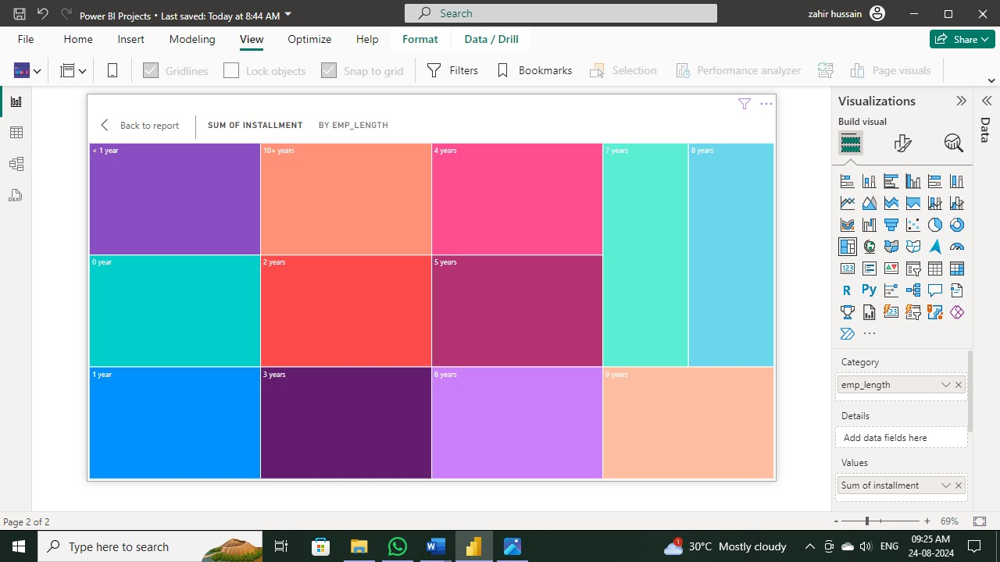 Power BI Projects • Last saved: Today at 8:44 AM
Search
zahir hussain
File Home Insert Modeling View Optimize Help Format Data / Drill
Share
Gridlines Lock objects Snap to grid Filters Bookmarks Selection Performance analyzer Page visuals
Back to report SUM OF INSTALLMENT BY EMP_LENGTH
< 1 year 10+ years 4 years 7 years 8 years
0 year 2 years 5 years
1 year 3 years 6 years 9 years
Visualizations
Build visual
Data
123
R Py
123
...
Category
emp_length
Details
Add data fields here
Values
Sum of installment
DAX
Page 2 of 2
- + 69%
Type here to search
W
1
30°C Mostly cloudy
ENG
09:25 AM
24-08-2024